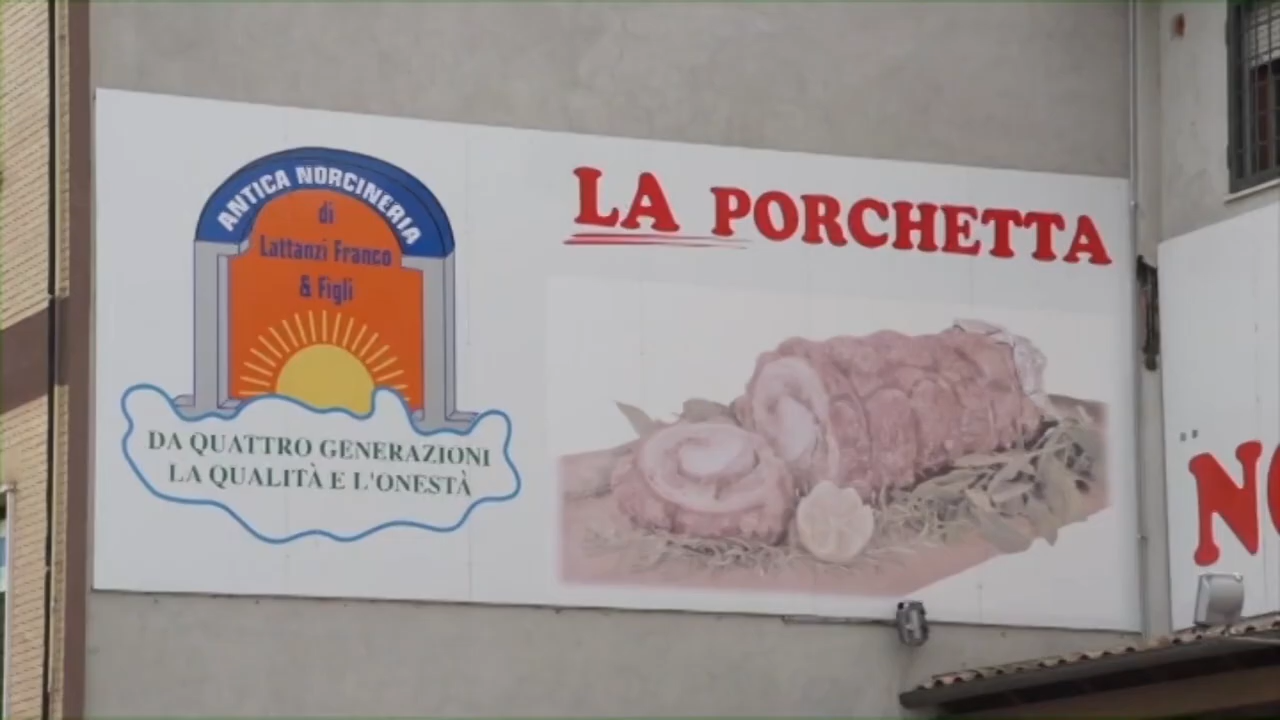 ANTICA NORCINERIA
di
Lattanzi Franco
& Figli
DA QUATTRO GENERAZIONI
LA QUALITÀ E L'ONESTÀ
LA PORCHETTA